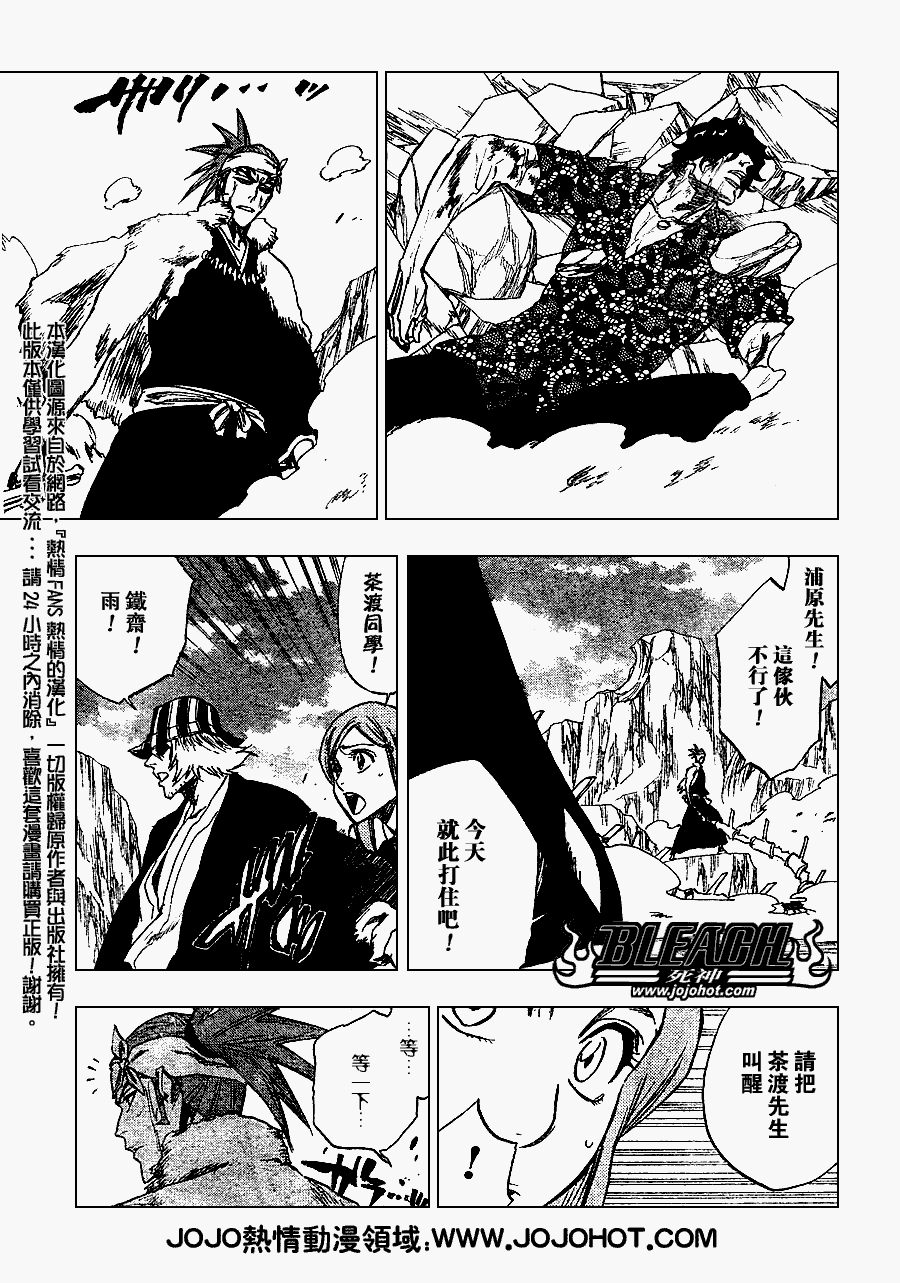 浦原先生！
這傢伙
不行了！
今天
就此打住吧！
茶渡同學！
鐵齋！
雨！
請把
茶渡先生
叫醒
！
…等…
等一下…
本漢化圖源來自於網路，『熱情FANS熱情的漢化』一切版權歸原作者與出版社擁有！
此版本僅供學習試看交流...請24小時之內消除，喜歡這套漫畫請購買正版！謝謝。
BLEACH
死神
www.jojohot.com
JOJO熱情動漫領域:WWW.JOJOHOT.COM